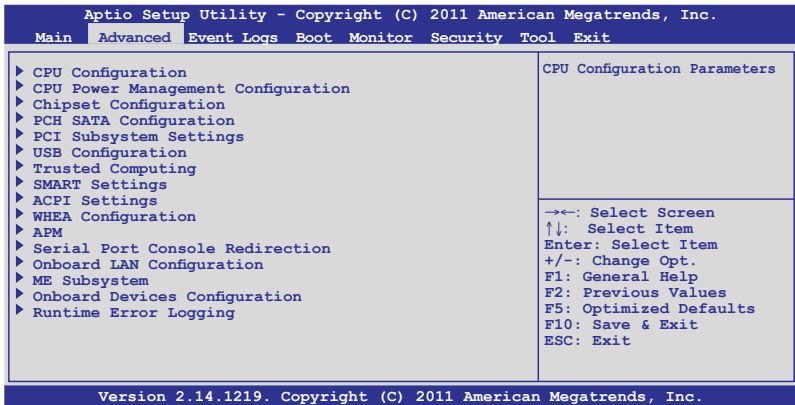 Aptio Setup Utility - Copyright (C) 2011 American Megatrends, Inc.
Main Advanced Event Logs Boot Monitor Security Tool Exit
CPU Configuration
CPU Power Management Configuration
Chipset Configuration
PCH SATA Configuration
PCI Subsystem Settings
USB Configuration
Trusted Computing
SMART Settings
ACPI Settings
WHEA Configuration
APM
Serial Port Console Redirection
Onboard LAN Configuration
ME Subsystem
Onboard Devices Configuration
Runtime Error Logging
CPU Configuration Parameters
→←: Select Screen
↑↓: Select Item
Enter: Select Item
+/-: Change Opt.
F1: General Help
F2: Previous Values
F5: Optimized Defaults
F10: Save & Exit
ESC: Exit
Version 2.14.1219. Copyright (C) 2011 American Megatrends, Inc.